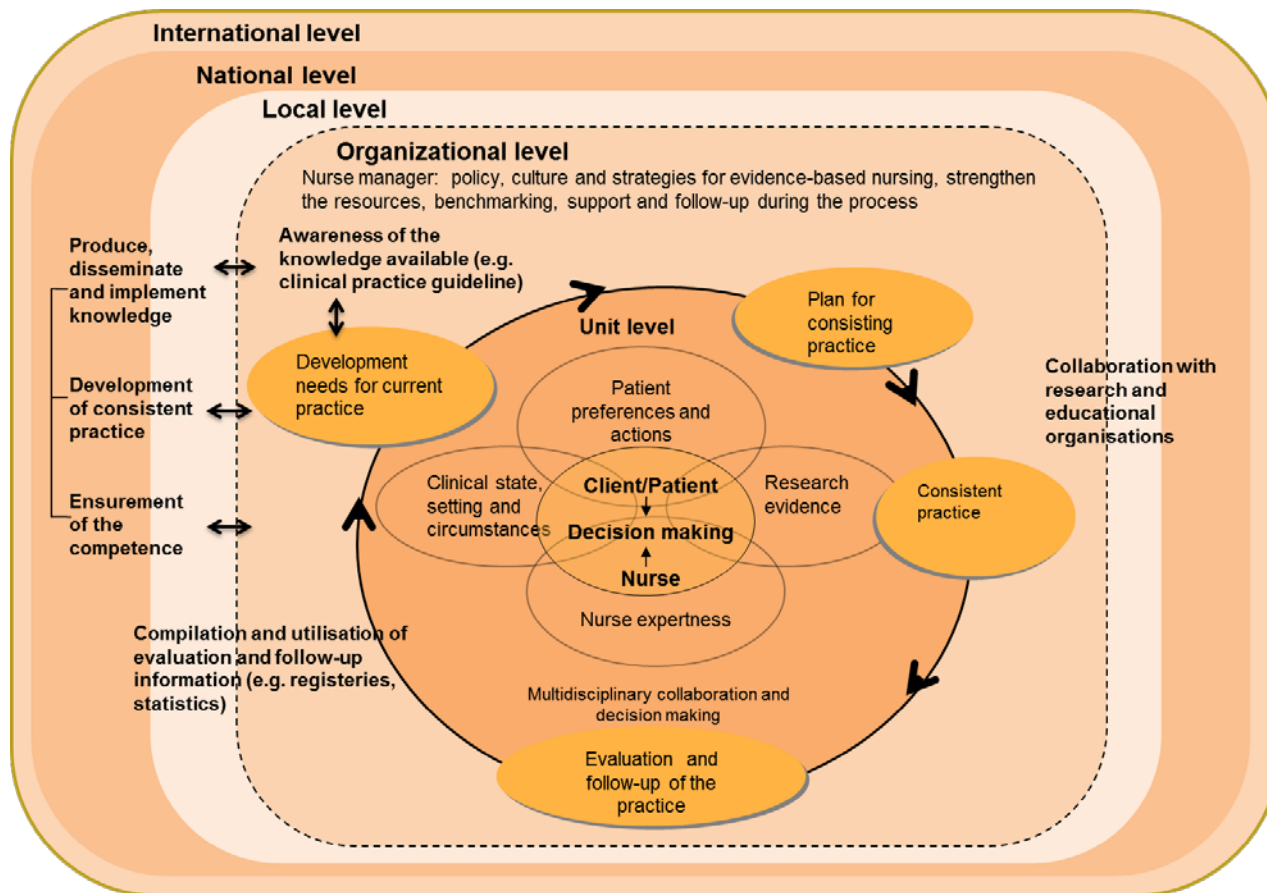 International level
National level
Local level
Organizational level
Nurse manager: policy, culture and strategies for evidence-based nursing, strengthen
the resources, benchmarking, support and follow-up during the process
Produce,
disseminate
and implement
knowledge
Development
of consistent
practice
Ensurement
of the
competence
Awareness of the
knowledge available (e.g.
clinical practice guideline)
Development
needs for current
practice
Plan for
consisting
practice
Unit level
Patient
preferences and
actions
Clinical state,
setting and
circumstances
Client/Patient
Decision making
Nurse
Research
evidence
Nurse expertness
Consistent
practice
Collaboration with
research and
educational
organisations
Compilation and utilisation of
evaluation and follow-up
information (e.g. registeries,
statistics)
Multidisciplinary collaboration and
decision making
Evaluation and
follow-up of the
practice